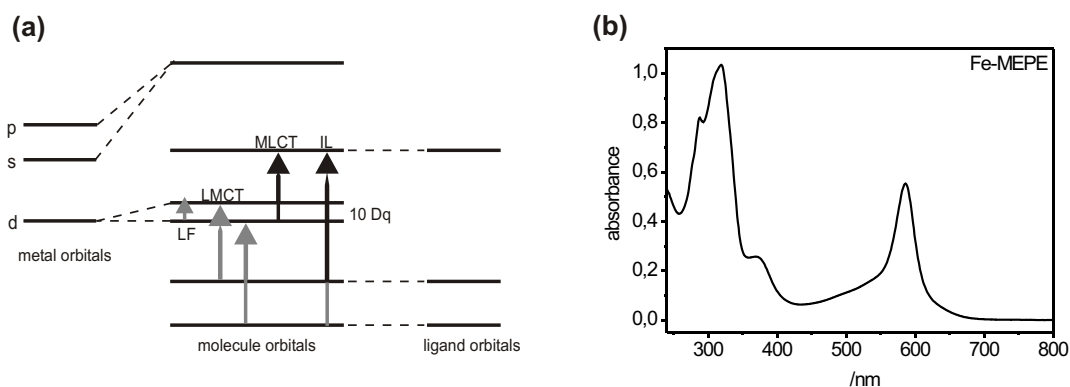 (a)
p
s
d
metal orbitals
MLCT
IL
LMCT
LF
10 Dq
molecule orbitals
ligand orbitals
(b)
Fe-MEPE
absorbance
1,0
0,8
0,6
0,4
0,2
0,0
300 400 500 600 700 800
/nm